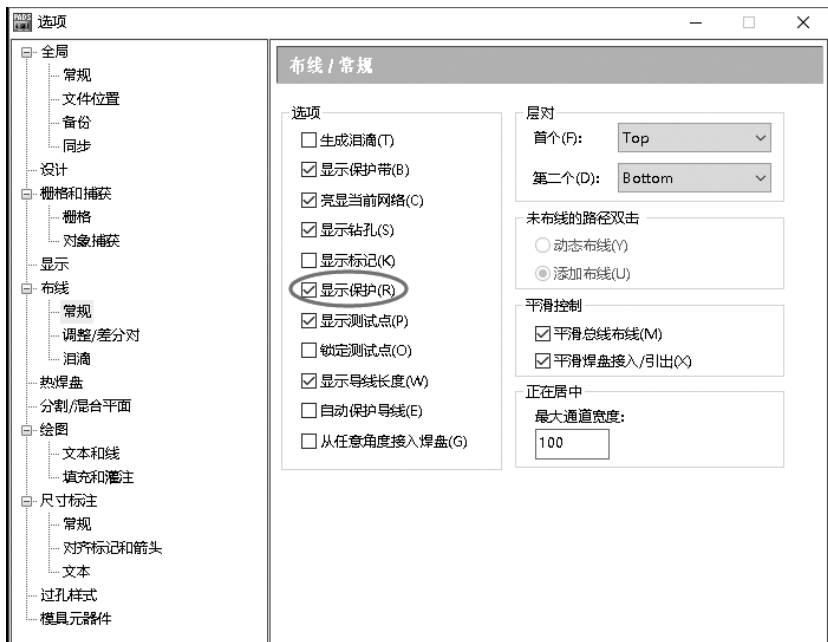 PADS
选项
全局
常规
文件位置
备份
同步
设计
栅格和捕获
栅格
对象捕获
显示
布线
常规
调整/差分对
泪滴
热焊盘
分割/混合平面
绘图
文本和线
填充和灌注
尺寸标注
常规
对齐标记和箭头
文本
过孔样式
模具元器件
布线 / 常规
选项
生成泪滴(T)
显示保护带(B)
亮显当前网络(C)
显示钻孔(S)
显示标记(K)
显示保护(R)
显示测试点(P)
锁定测试点(O)
显示导线长度(W)
自动保护导线(E)
从任意角度接入焊盘(G)
层对
首个(F): Top
第二个(D): Bottom
未布线的路径双击
动态布线(Y)
添加布线(U)
平滑控制
平滑总线布线(M)
平滑焊盘接入/引出(X)
正在居中
最大通道宽度:
100